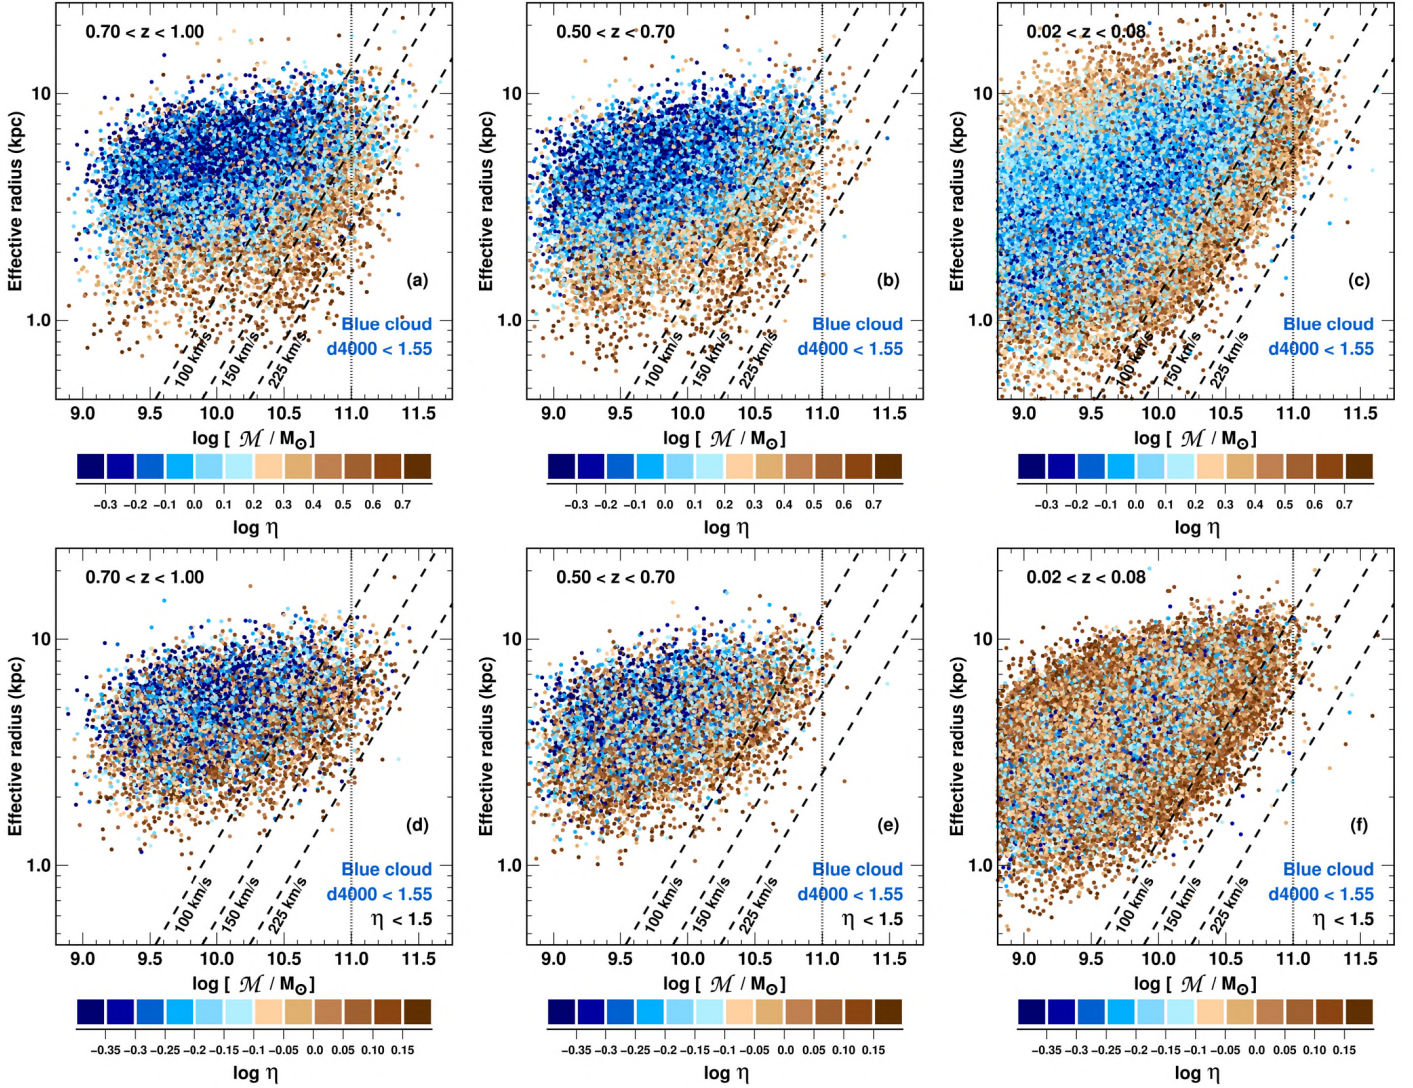 0.70 < z < 1.00
Effective radius (kpc)
10
1.0
(a)
Blue cloud
d4000 < 1.55
100 km/s
150 km/s
225 km/s
9.0 9.5 10.0 10.5 11.0 11.5
log [ ℳ / M⊙ ]
−0.3 −0.2 −0.1 0.0 0.1 0.2 0.3 0.4 0.5 0.6 0.7
log η
0.50 < z < 0.70
Effective radius (kpc)
10
1.0
(b)
Blue cloud
d4000 < 1.55
100 km/s
150 km/s
225 km/s
9.0 9.5 10.0 10.5 11.0 11.5
log [ ℳ / M⊙ ]
−0.3 −0.2 −0.1 0.0 0.1 0.2 0.3 0.4 0.5 0.6 0.7
log η
0.02 < z < 0.08
Effective radius (kpc)
10
1.0
(c)
Blue cloud
d4000 < 1.55
100 km/s
150 km/s
225 km/s
9.0 9.5 10.0 10.5 11.0 11.5
log [ ℳ / M⊙ ]
−0.3 −0.2 −0.1 0.0 0.1 0.2 0.3 0.4 0.5 0.6 0.7
log η
0.70 < z < 1.00
Effective radius (kpc)
10
1.0
(d)
Blue cloud
d4000 < 1.55
η < 1.5
100 km/s
150 km/s
225 km/s
9.0 9.5 10.0 10.5 11.0 11.5
log [ ℳ / M⊙ ]
−0.35 −0.3 −0.25 −0.2 −0.15 −0.1 −0.05 0.0 0.05 0.10 0.15
log η
0.50 < z < 0.70
Effective radius (kpc)
10
1.0
(e)
Blue cloud
d4000 < 1.55
η < 1.5
100 km/s
150 km/s
225 km/s
9.0 9.5 10.0 10.5 11.0 11.5
log [ ℳ / M⊙ ]
−0.35 −0.3 −0.25 −0.2 −0.15 −0.1 −0.05 0.0 0.05 0.10 0.15
log η
0.02 < z < 0.08
Effective radius (kpc)
10
1.0
(f)
Blue cloud
d4000 < 1.55
η < 1.5
100 km/s
150 km/s
225 km/s
9.0 9.5 10.0 10.5 11.0 11.5
log [ ℳ / M⊙ ]
−0.35 −0.3 −0.25 −0.2 −0.15 −0.1 −0.05 0.0 0.05 0.10 0.15
log η